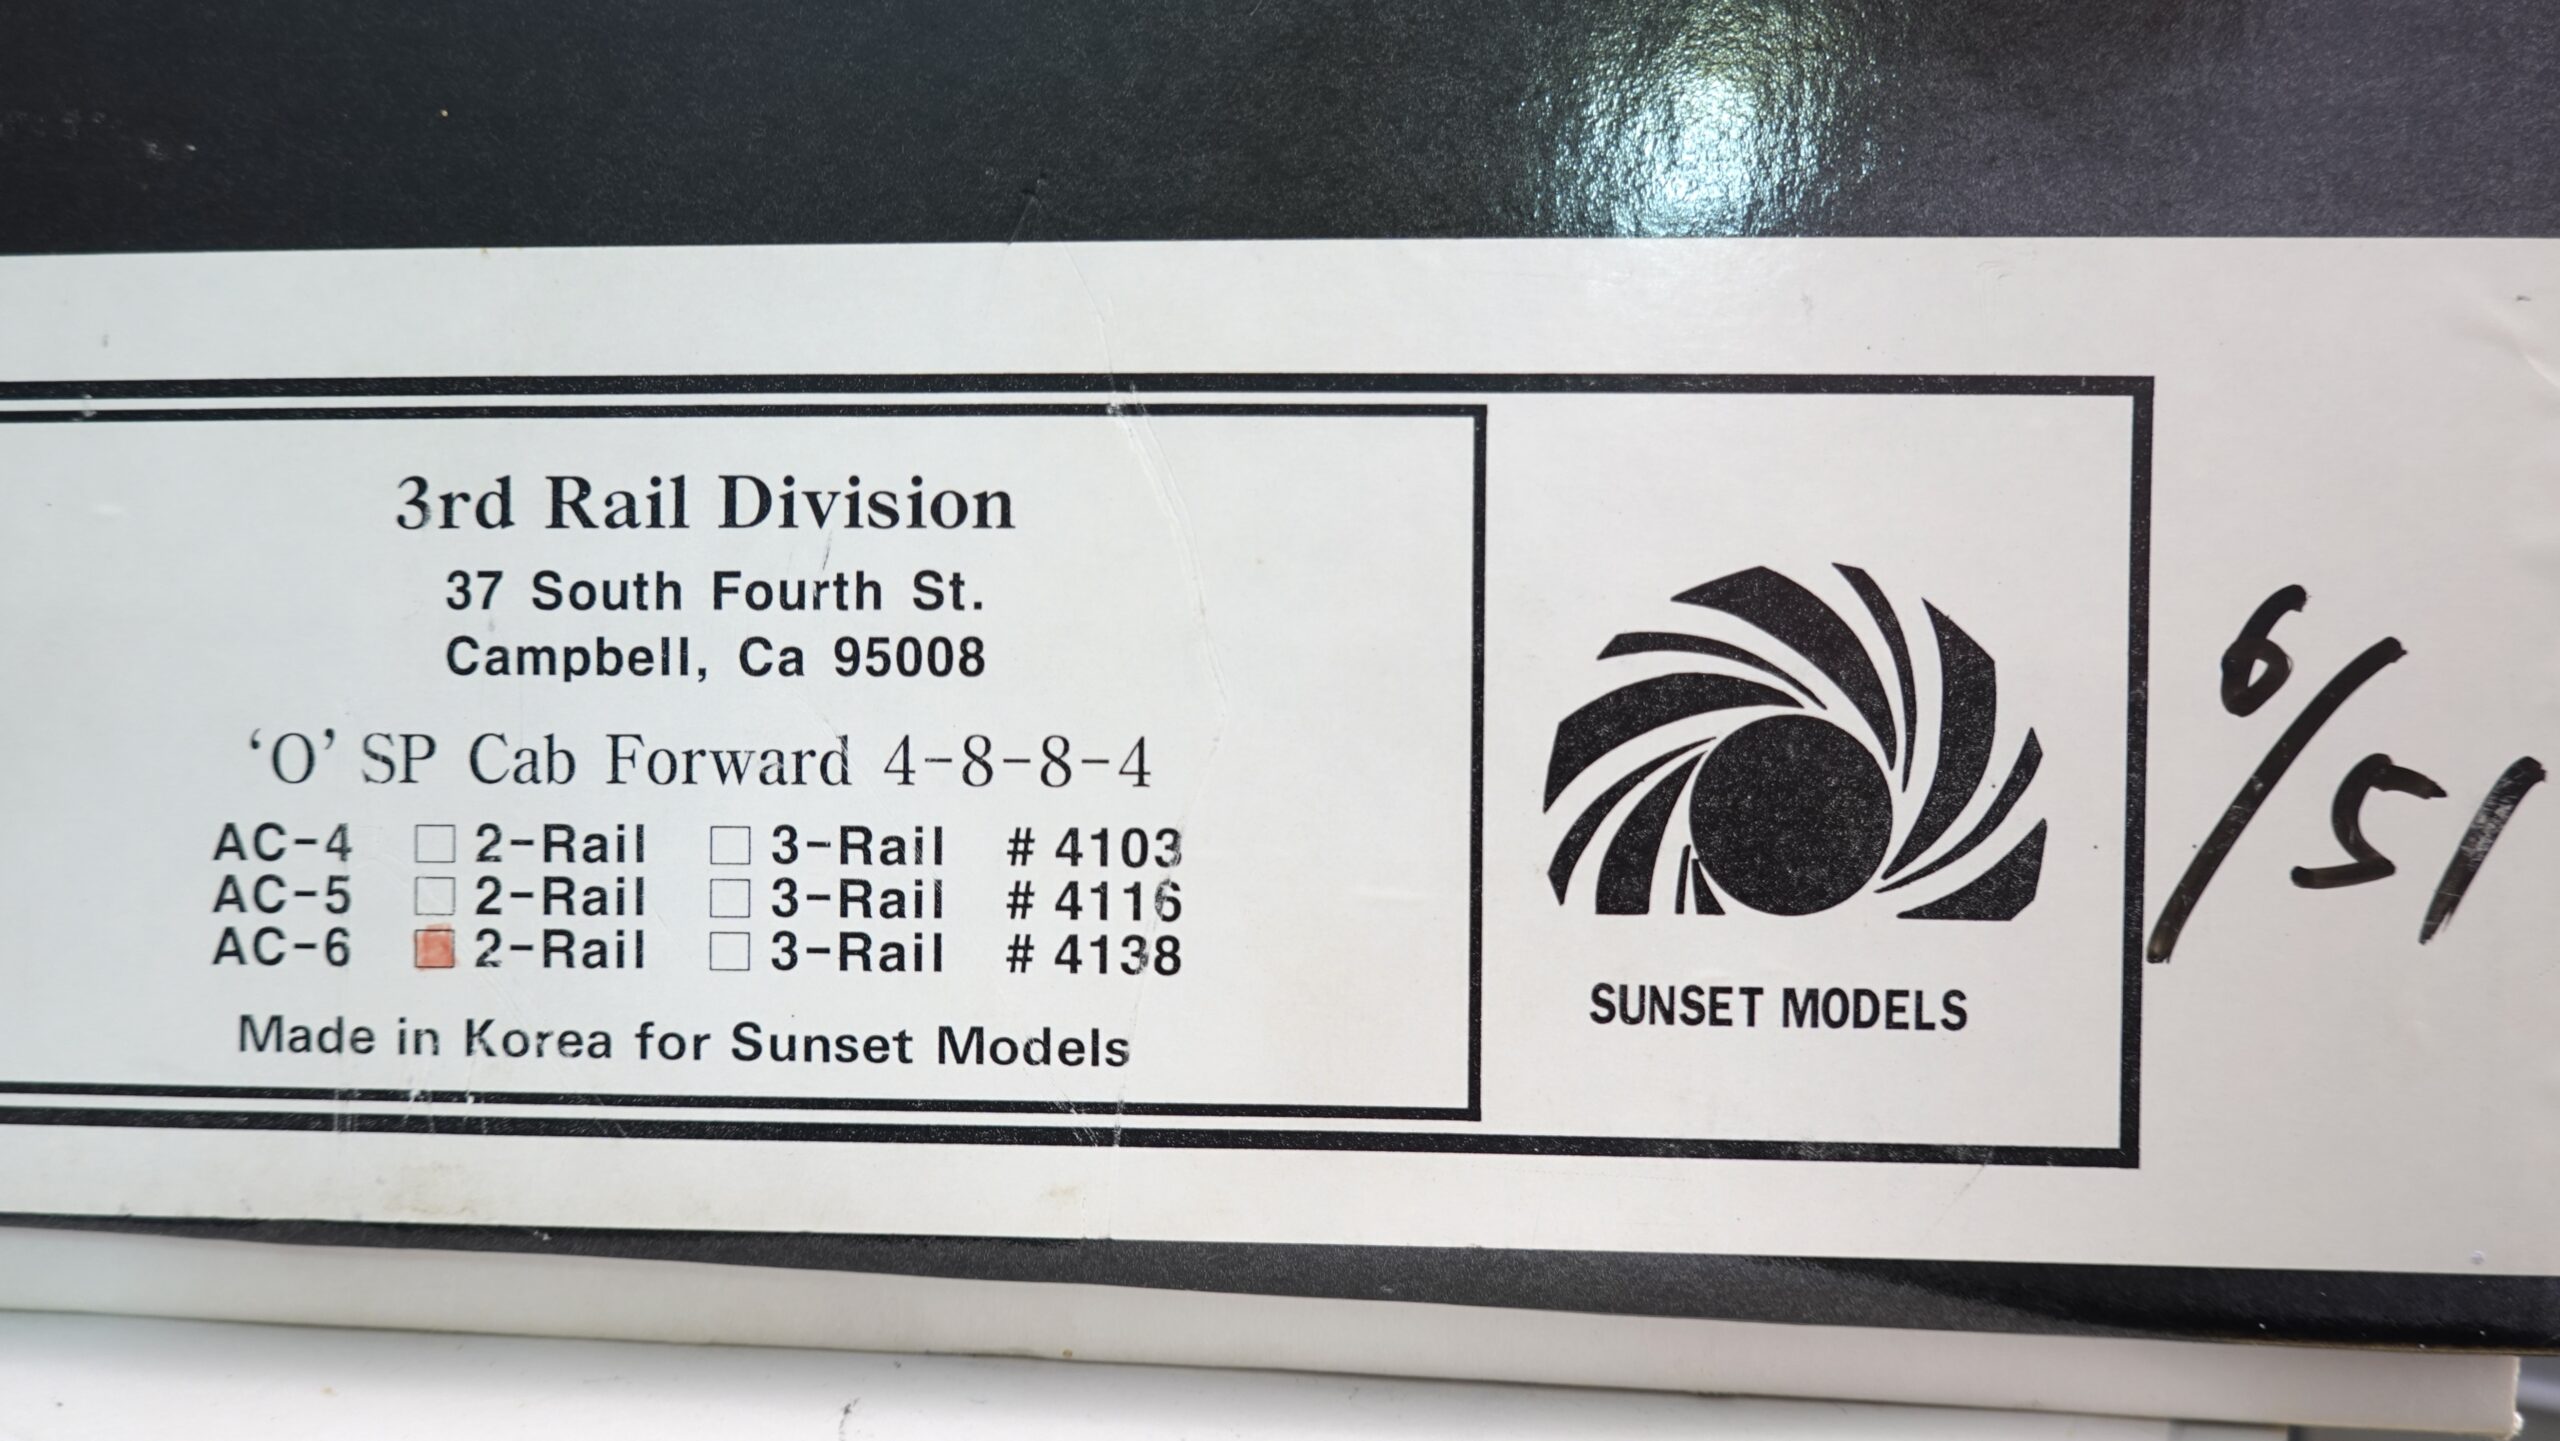 3rd Rail Division
37 South Fourth St.
Campbell, Ca 95008
‘O’ SP Cab Forward 4-8-8-4
AC-4 □ 2-Rail □ 3-Rail # 4103
AC-5 □ 2-Rail □ 3-Rail # 4116
AC-6 ■ 2-Rail □ 3-Rail # 4138
Made in Korea for Sunset Models
SUNSET MODELS
6/51